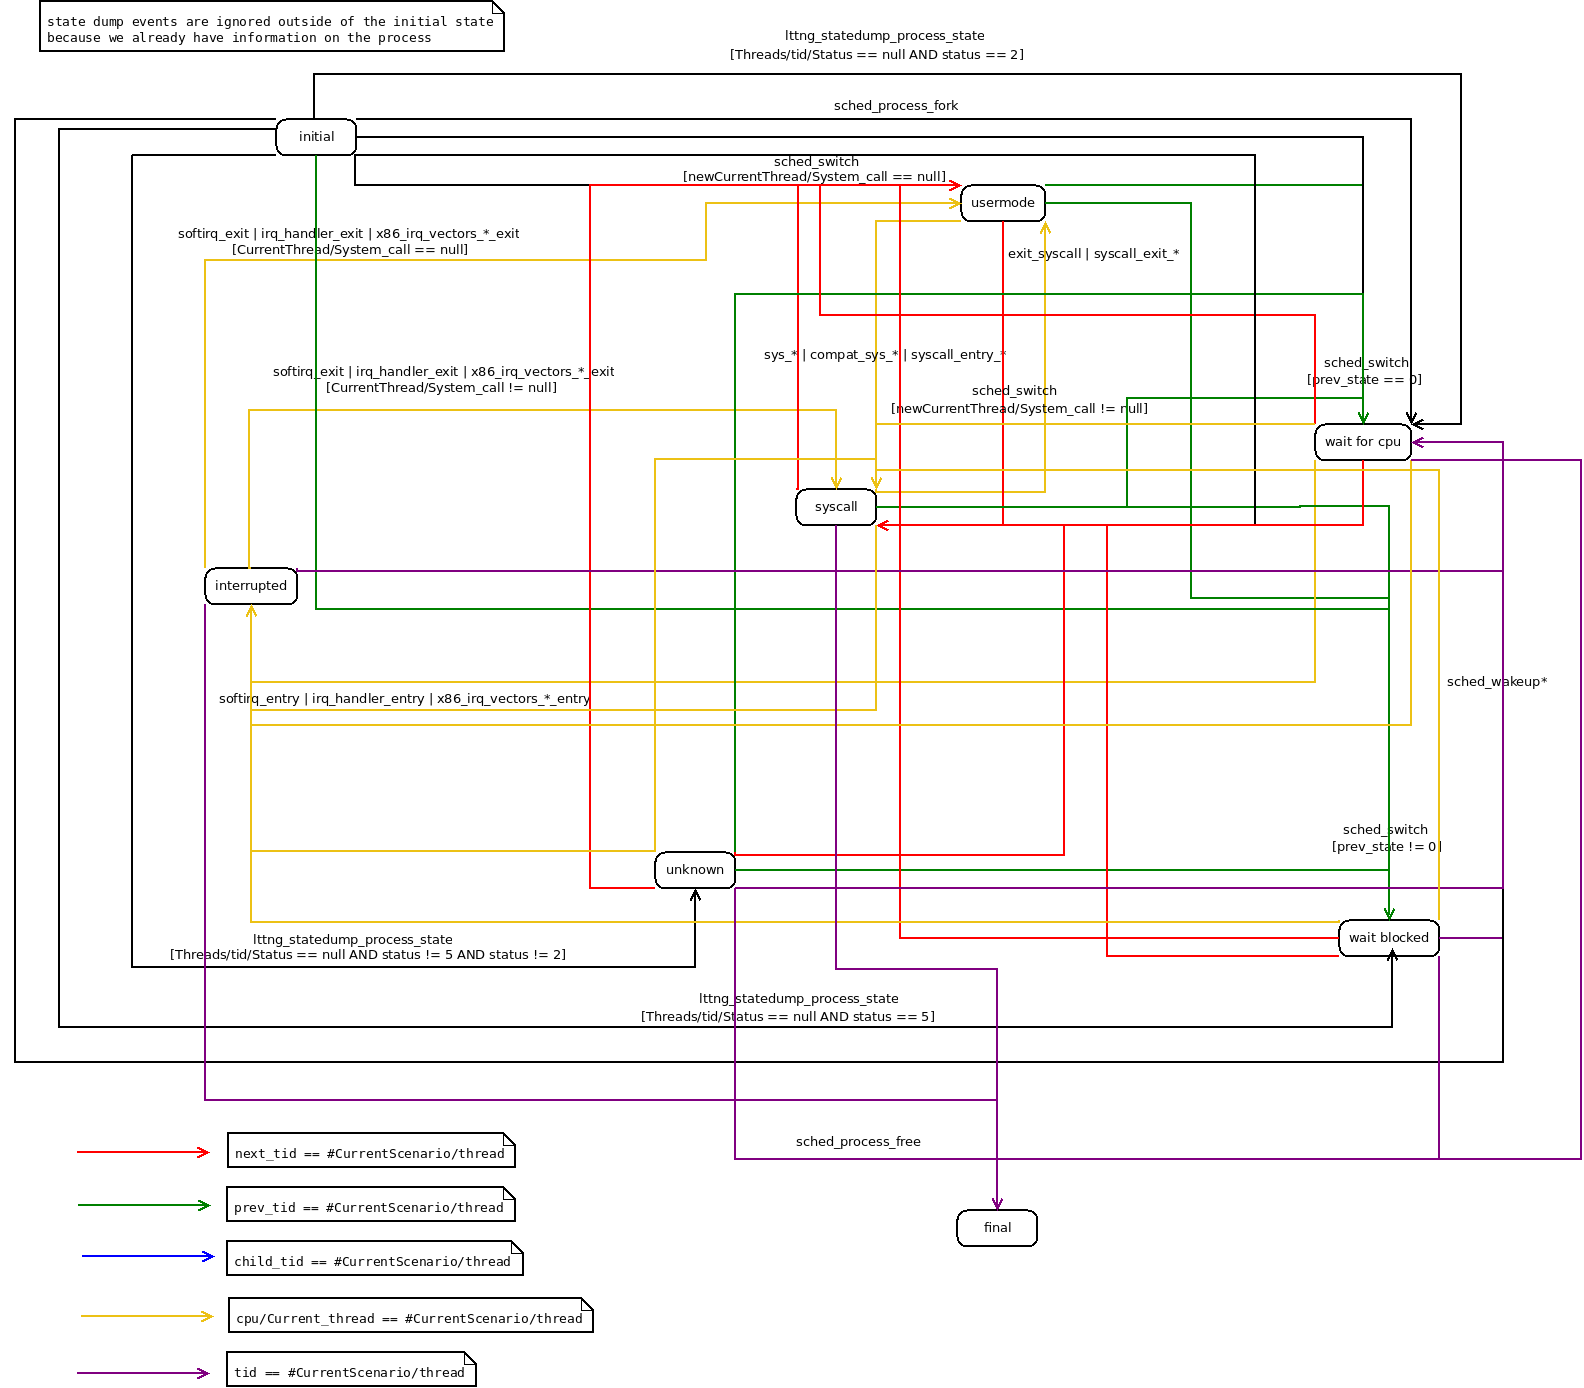 state dump events are ignored outside of the initial state
because we already have information on the process
lttng_statedump_process_state
[Threads/tid/Status == null AND status == 2]
sched_process_fork
initial
sched_switch
[newCurrentThread/System_call == null]
usermode
softirq_exit | irq_handler_exit | x86_irq_vectors_*_exit
[CurrentThread/System_call == null]
exit_syscall | syscall_exit_*
sys_* | compat_sys_* | syscall_entry_*
sched_switch
[prev_state == 0]
softirq_exit | irq_handler_exit | x86_irq_vectors_*_exit
[CurrentThread/System_call != null]
sched_switch
[newCurrentThread/System_call != null]
wait for cpu
syscall
interrupted
sched_wakeup*
softirq_entry | irq_handler_entry | x86_irq_vectors_*_entry
sched_switch
[prev_state != 0]
unknown
wait blocked
lttng_statedump_process_state
[Threads/tid/Status == null AND status != 5 AND status != 2]
lttng_statedump_process_state
[Threads/tid/Status == null AND status == 5]
sched_process_free
next_tid == #CurrentScenario/thread
prev_tid == #CurrentScenario/thread
final
child_tid == #CurrentScenario/thread
cpu/Current_thread == #CurrentScenario/thread
tid == #CurrentScenario/thread